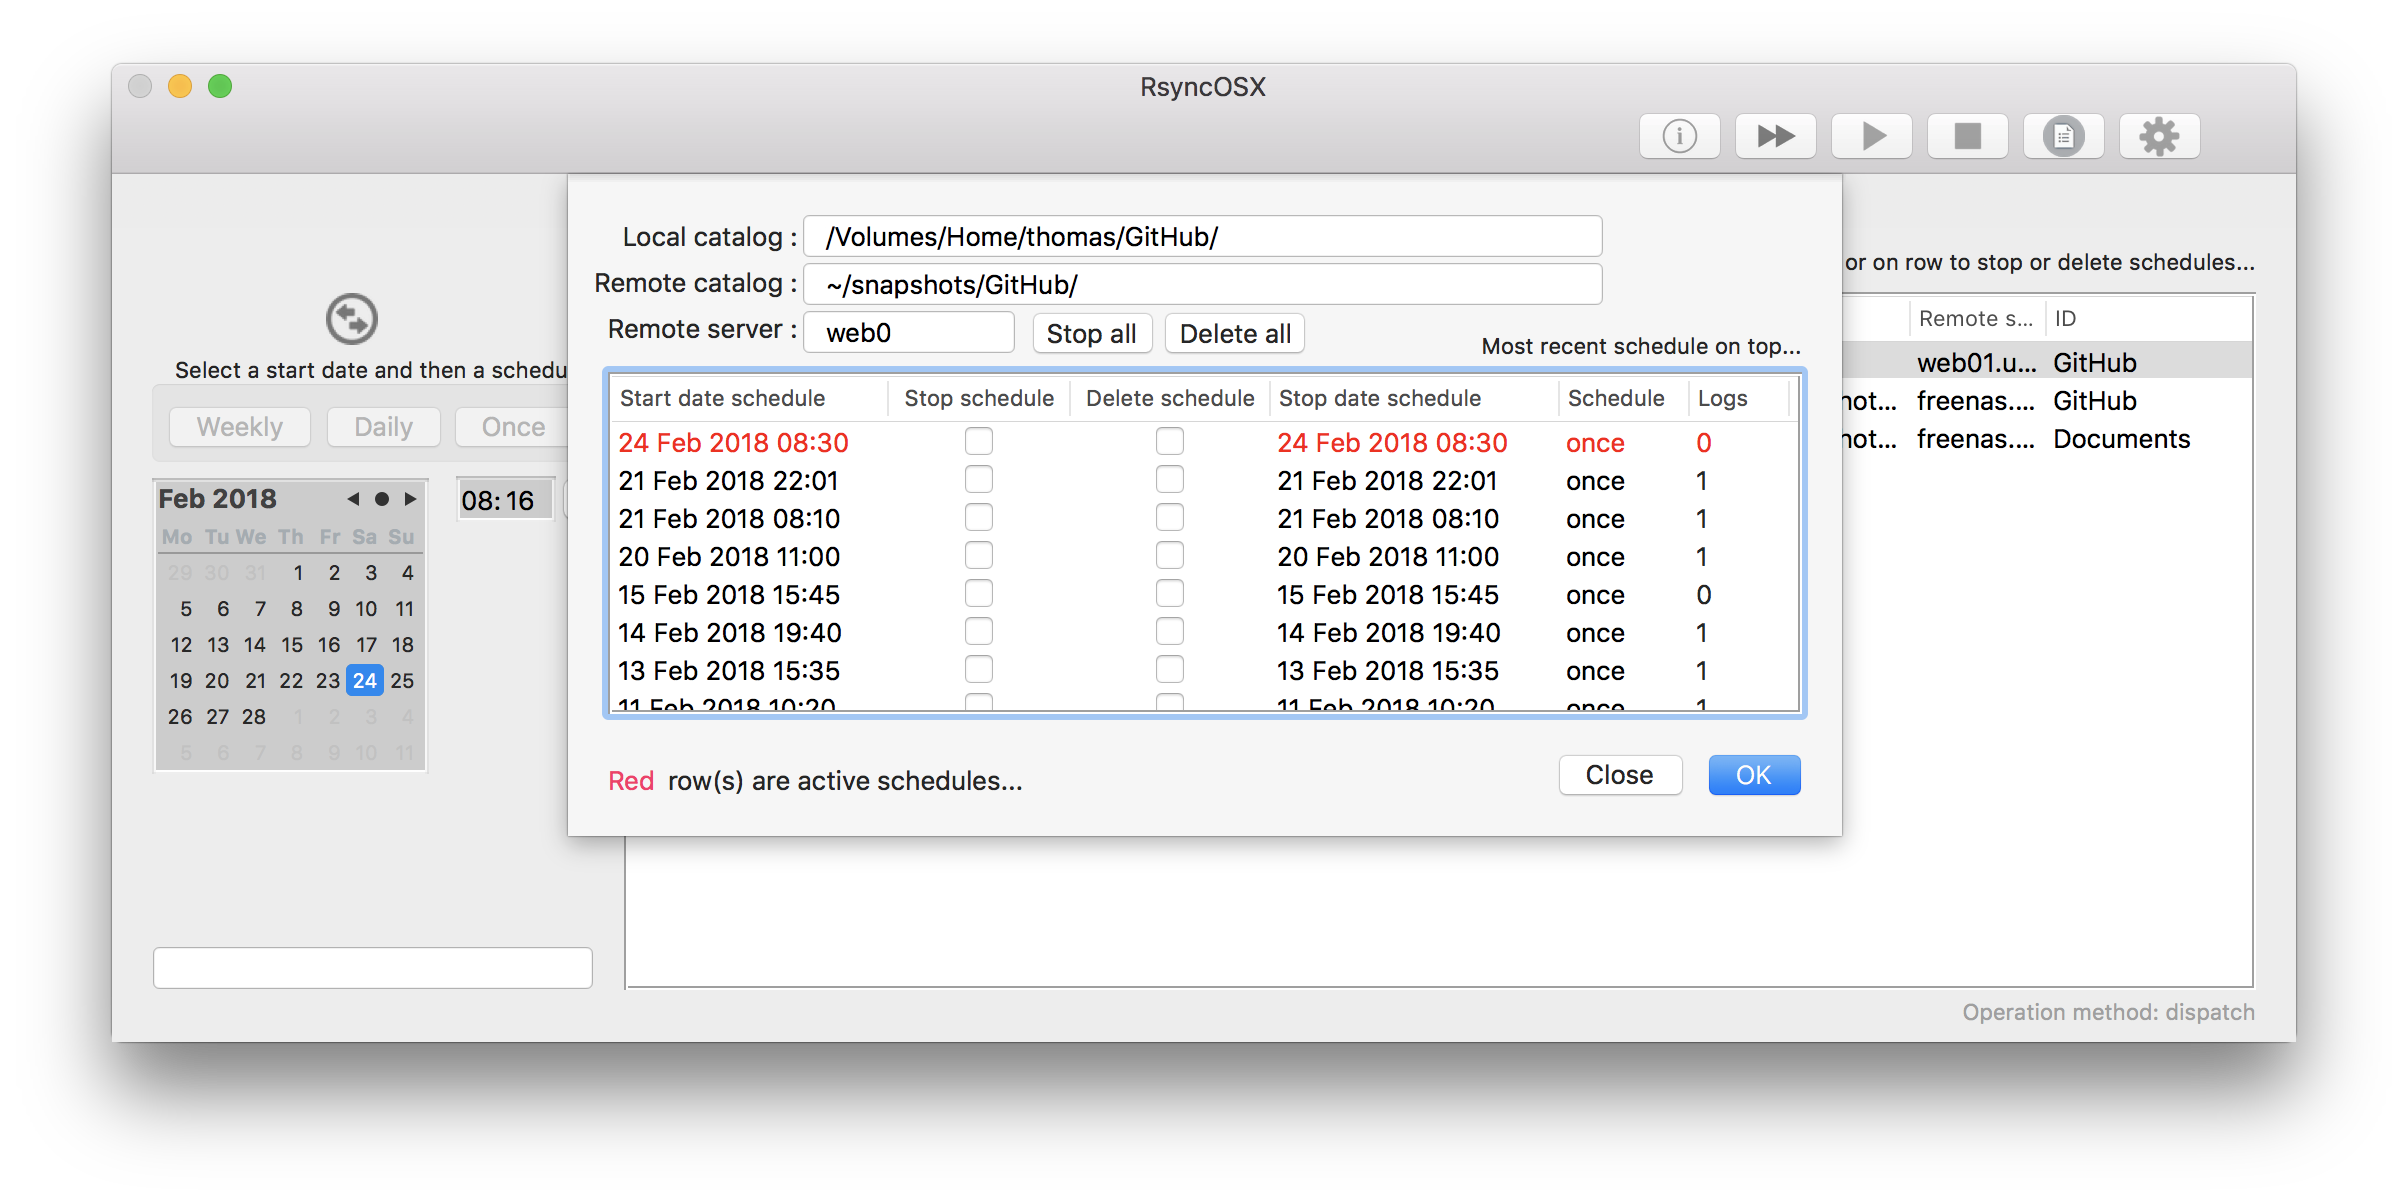 RsyncOSX
Local catalog : /Volumes/Home/thomas/GitHub/
Remote catalog : ~/snapshots/GitHub/
Remote server : web0 Stop all Delete all
Most recent schedule on top...
Start date schedule Stop schedule Delete schedule Stop date schedule Schedule Logs
24 Feb 2018 08:30 24 Feb 2018 08:30 once 0
21 Feb 2018 22:01 21 Feb 2018 22:01 once 1
21 Feb 2018 08:10 21 Feb 2018 08:10 once 1
20 Feb 2018 11:00 20 Feb 2018 11:00 once 1
15 Feb 2018 15:45 15 Feb 2018 15:45 once 0
14 Feb 2018 19:40 14 Feb 2018 19:40 once 1
13 Feb 2018 15:35 13 Feb 2018 15:35 once 1
11 Feb 2018 10:20 11 Feb 2018 10:20 once 1
Red row(s) are active schedules...
Close OK
Select a start date and then a schedu
Weekly Daily Once
Feb 2018
08:16
Mo Tu We Th Fr Sa Su
29 30 31 1 2 3 4
5 6 7 8 9 10 11
12 13 14 15 16 17 18
19 20 21 22 23 24 25
26 27 28 1 2 3 4
5 6 7 8 9 10 11
or on row to stop or delete schedules...
Remote s... ID
web01.u... GitHub
not... freenas.... GitHub
not... freenas.... Documents
Operation method: dispatch